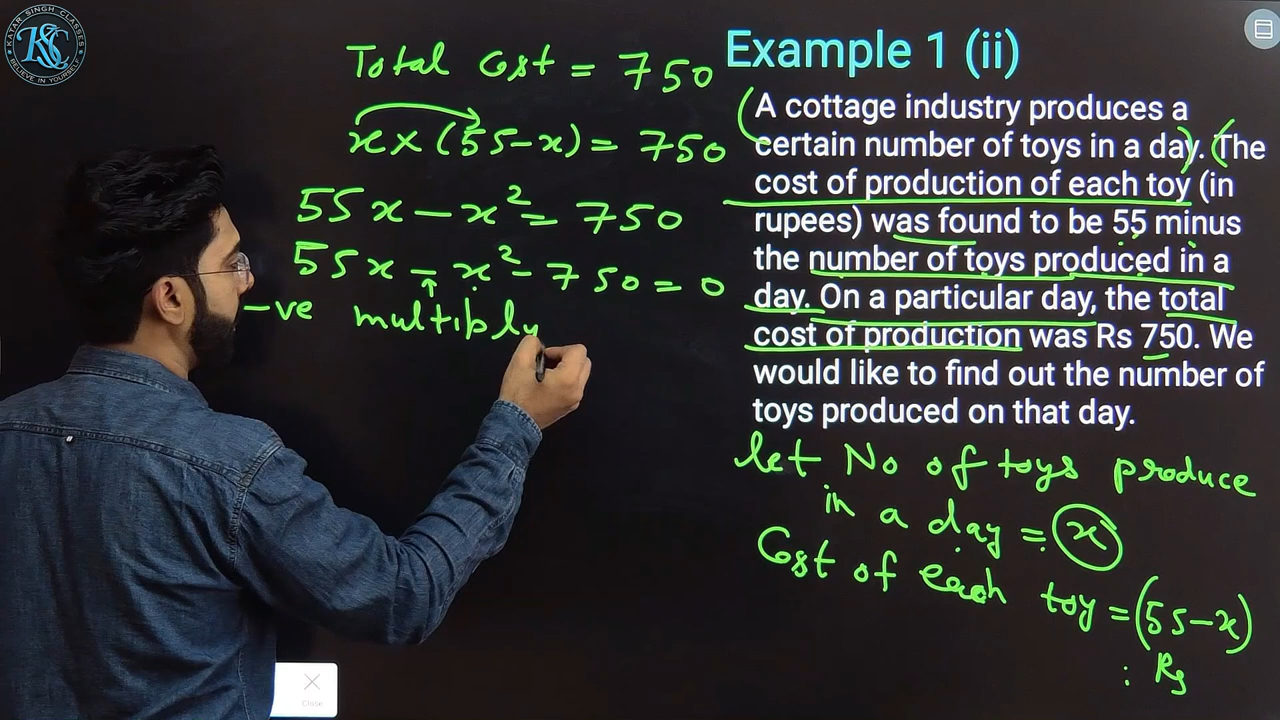 KATAR SINGH CLASSES
KSC
BELIEVE IN YOURSELF
Total Cost = 750
x × (55-x) = 750
55x - x² = 750
55x - x² - 750 = 0
-ve multiply
Example 1 (ii)
A cottage industry produces a
certain number of toys in a day. The
cost of production of each toy (in
rupees) was found to be 55 minus
the number of toys produced in a
day. On a particular day, the total
cost of production was Rs 750. We
would like to find out the number of
toys produced on that day.
let No of toys produce
in a day = x
Cost of each toy = (55-x)
: Rs
Close